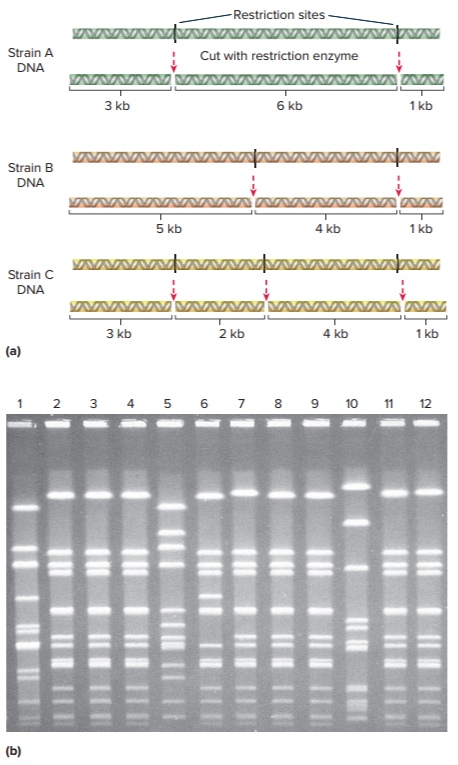 Restriction sites
Strain A
DNA
Cut with restriction enzyme
3 kb 6 kb 1 kb
Strain B
DNA
5 kb 4 kb 1 kb
Strain C
DNA
3 kb 2 kb 4 kb 1 kb
(a)
1 2 3 4 5 6 7 8 9 10 11 12
(b)